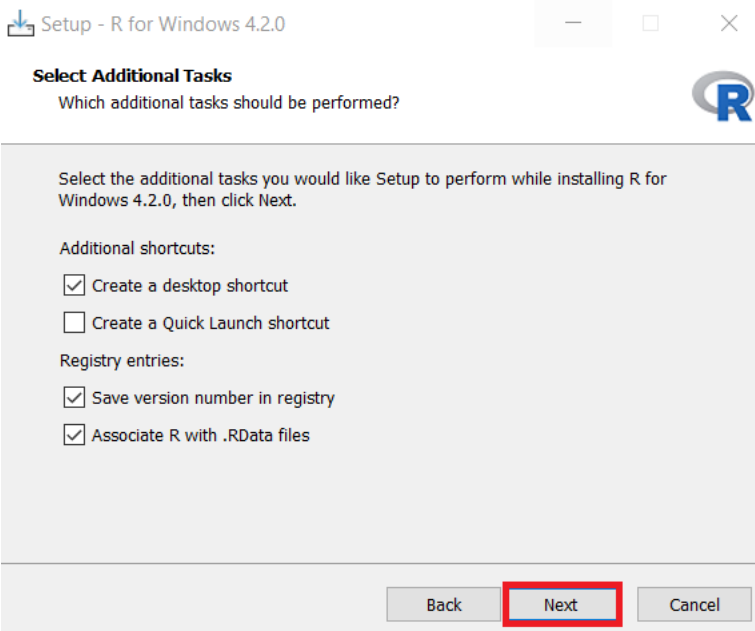 Setup - R for Windows 4.2.0
Select Additional Tasks
Which additional tasks should be performed?
R
Select the additional tasks you would like Setup to perform while installing R for
Windows 4.2.0, then click Next.
Additional shortcuts:
Create a desktop shortcut
Create a Quick Launch shortcut
Registry entries:
Save version number in registry
Associate R with .RData files
Back Next Cancel